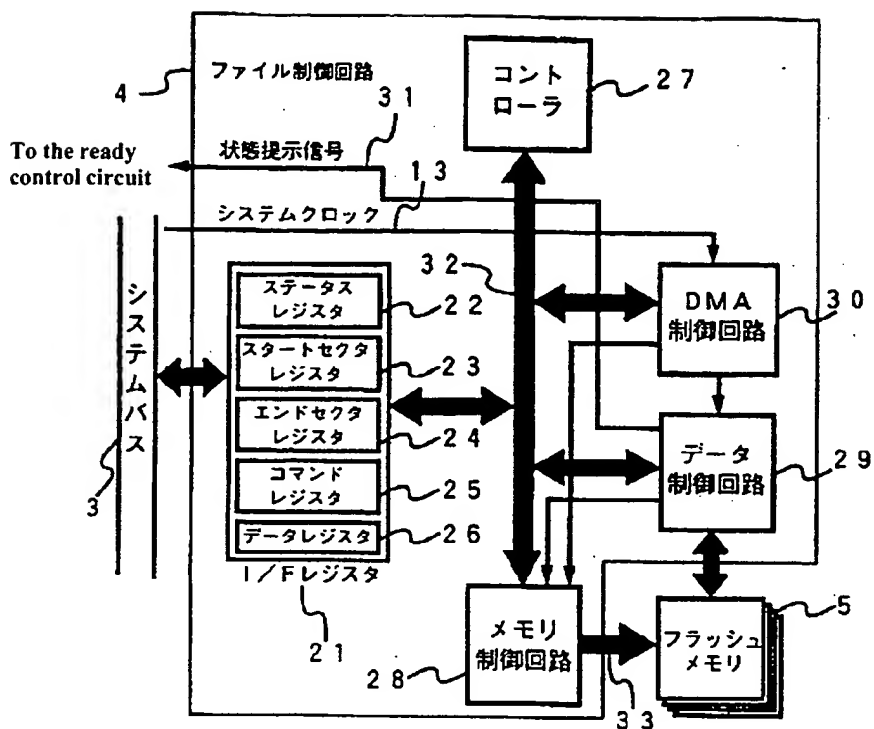 4
ファイル制御回路
コント
ローラ
27
31
To the ready
control circuit
状態提示信号
13
システムクロック
システムバス
3
32
ステータス
レジスタ
22
スタートセクタ
レジスタ
23
エンドセクタ
レジスタ
24
コマンド
レジスタ
25
データレジスタ
26
I/Fレジスタ
21
DMA
制御回路
30
データ
制御回路
29
メモリ
制御回路
28
33
フラッシュ
メモリ
5